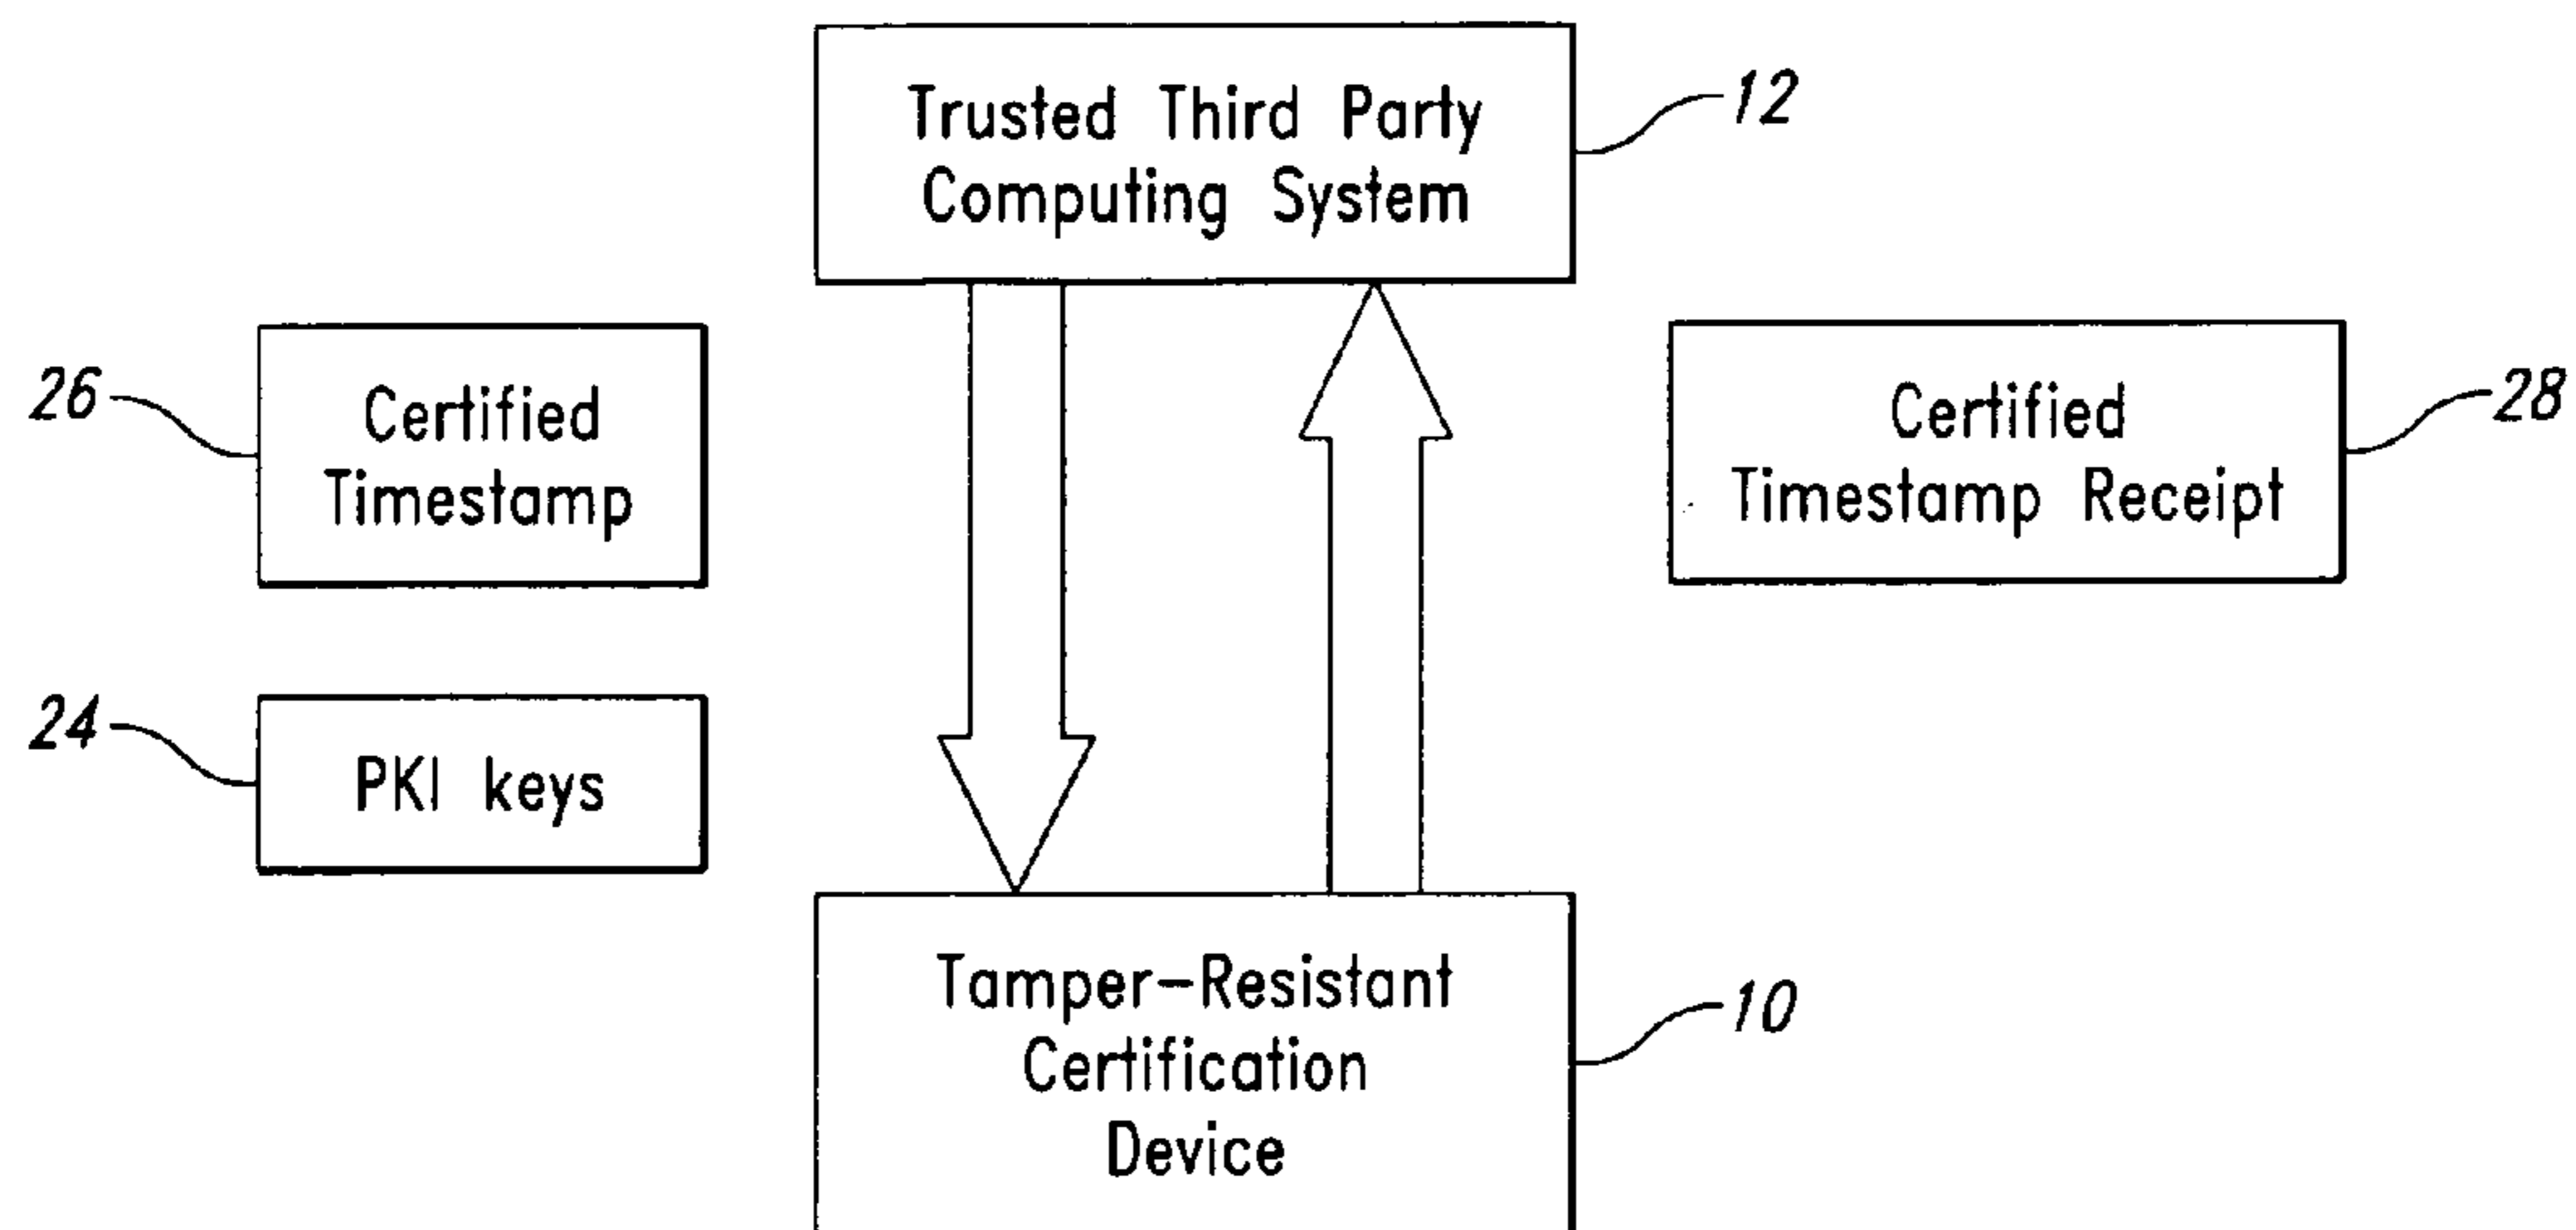 Trusted Third Party
Computing System
12
26
Certified
Timestamp
Certified
Timestamp Receipt
28
24
PKI keys
Tamper-Resistant
Certification
Device
10